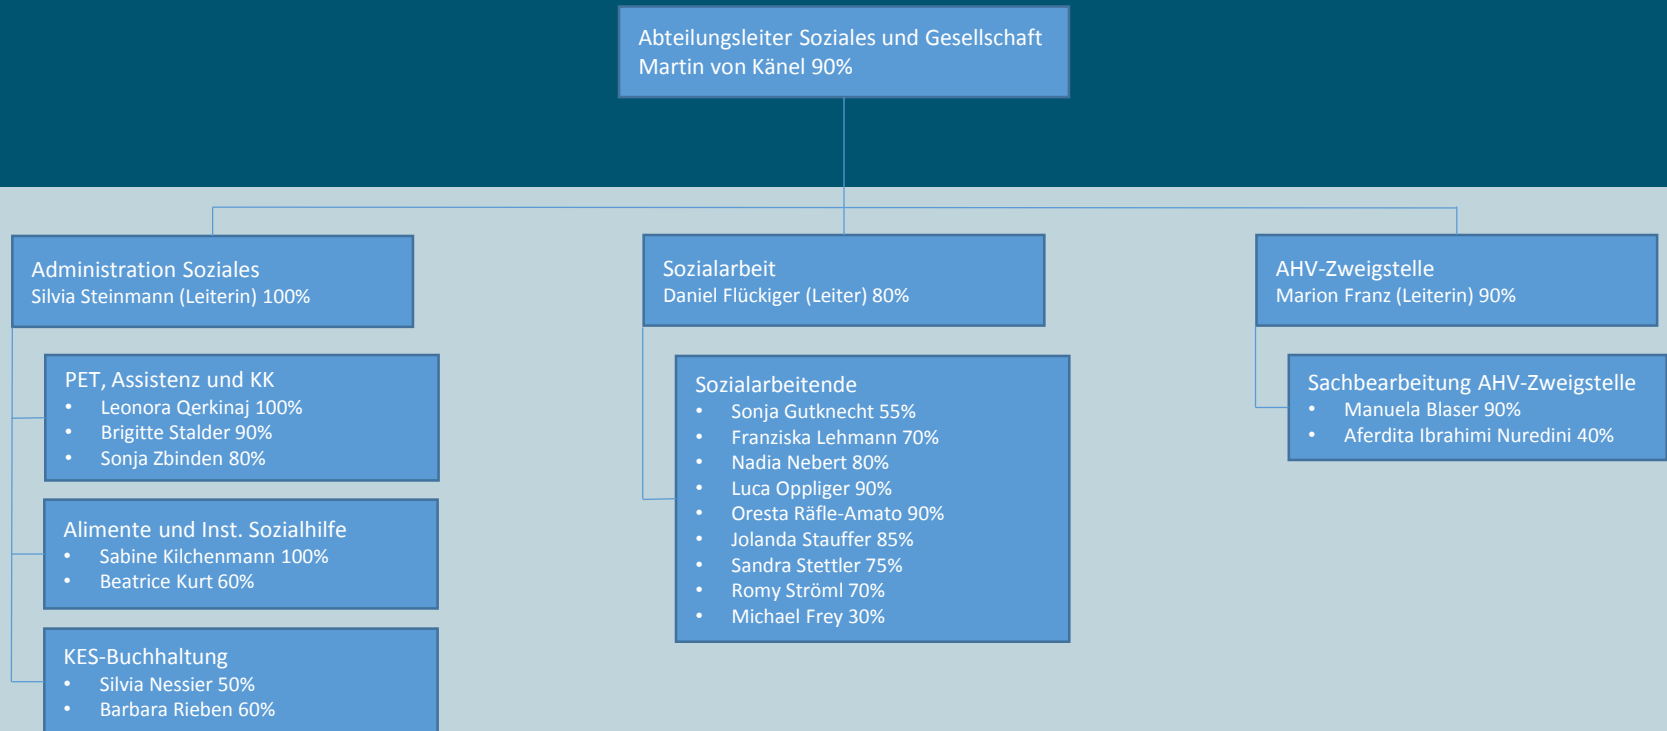 Abteilungsleiter Soziales und Gesellschaft
Martin von Känel 90%
Administration Soziales
Silvia Steinmann (Leiterin) 100%
PET, Assistenz und KK
• Leonora Qerkinaj 100%
• Brigitte Stalder 90%
• Sonja Zbinden 80%
Alimente und Inst. Sozialhilfe
• Sabine Kilchenmann 100%
• Beatrice Kurt 60%
KES-Buchhaltung
• Silvia Nessier 50%
• Barbara Rieben 60%
Sozialarbeit
Daniel Flückiger (Leiter) 80%
Sozialarbeitende
• Sonja Gutknecht 55%
• Franziska Lehmann 70%
• Nadia Nebert 80%
• Luca Oppliger 90%
• Oresta Räfle-Amato 90%
• Jolanda Stauffer 85%
• Sandra Stettler 75%
• Romy Ströml 70%
• Michael Frey 30%
AHV-Zweigstelle
Marion Franz (Leiterin) 90%
Sachbearbeitung AHV-Zweigstelle
• Manuela Blaser 90%
• Aferdita Ibrahimi Nuredini 40%